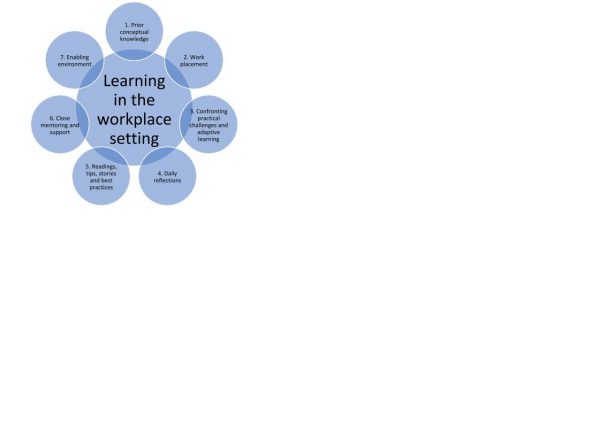 1. Prior
conceptual
knowledge
2. Work
placement
3. Confronting
practical
challenges and
adaptive
learning
4. Daily
reflections
5. Readings,
tips, stories
and best
practices
6. Close
mentoring and
support
7. Enabling
environment
Learning
in the
workplace
setting